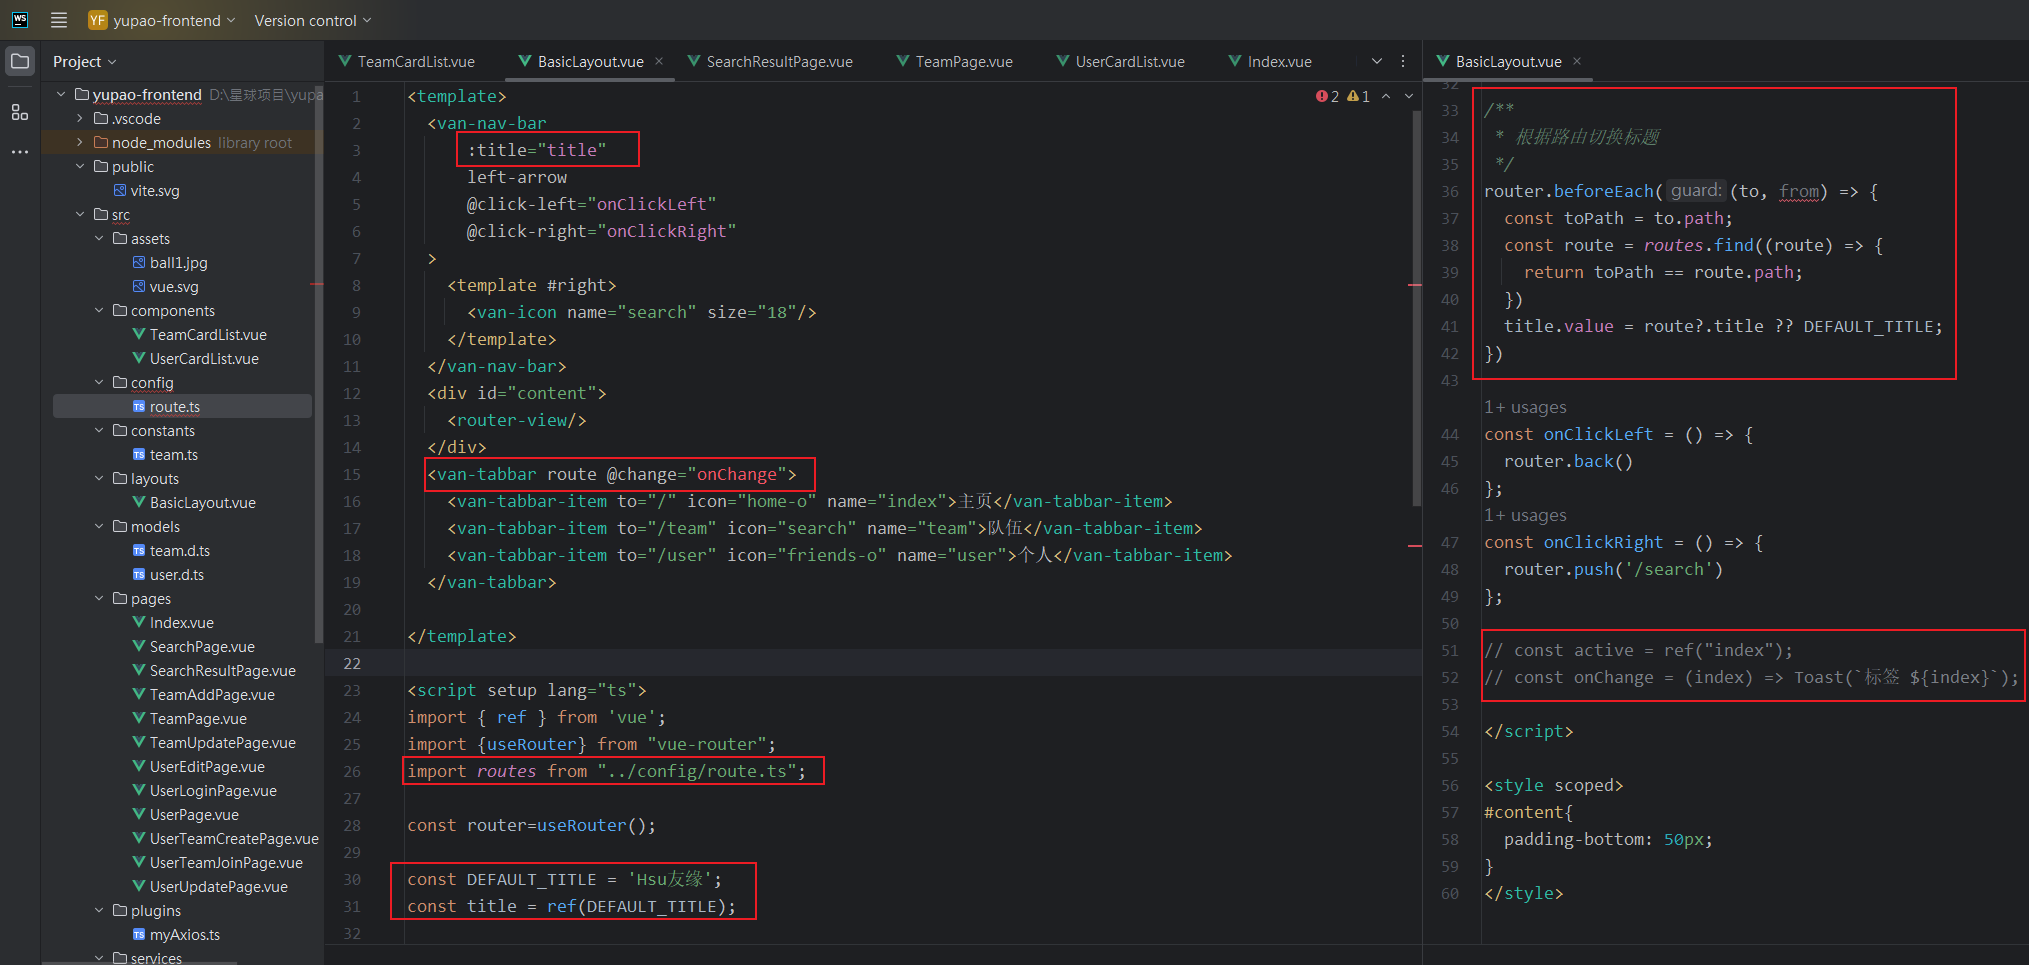 WS
YF yupao-frontend Version control
Project
yupao-frontend D:\星球项目\yupa
.vscode
node_modules library root
public
vite.svg
src
assets
ball1.jpg
vue.svg
components
TeamCardList.vue
UserCardList.vue
config
TS route.ts
constants
TS team.ts
layouts
BasicLayout.vue
models
TS team.d.ts
TS user.d.ts
pages
Index.vue
SearchPage.vue
SearchResultPage.vue
TeamAddPage.vue
TeamPage.vue
TeamUpdatePage.vue
UserEditPage.vue
UserLoginPage.vue
UserPage.vue
UserTeamCreatePage.vue
UserTeamJoinPage.vue
UserUpdatePage.vue
plugins
TS myAxios.ts
services
TeamCardList.vue BasicLayout.vue SearchResultPage.vue TeamPage.vue UserCardList.vue Index.vue
2 1
1 <template>
2 <van-nav-bar
3 :title="title"
4 left-arrow
5 @click-left="onClickLeft"
6 @click-right="onClickRight"
7 >
8 <template #right>
9 <van-icon name="search" size="18"/>
10 </template>
11 </van-nav-bar>
12 <div id="content">
13 <router-view/>
14 </div>
15 <van-tabbar route @change="onChange">
16 <van-tabbar-item to="/" icon="home-o" name="index">主页</van-tabbar-item>
17 <van-tabbar-item to="/team" icon="search" name="team">队伍</van-tabbar-item>
18 <van-tabbar-item to="/user" icon="friends-o" name="user">个人</van-tabbar-item>
19 </van-tabbar>
20
21 </template>
22
23 <script setup lang="ts">
24 import { ref } from 'vue';
25 import {useRouter} from "vue-router";
26 import routes from "../config/route.ts";
27
28 const router=useRouter();
29
30 const DEFAULT_TITLE = 'Hsu友缘';
31 const title = ref(DEFAULT_TITLE);
32
BasicLayout.vue
32
33 /**
34 * 根据路由切换标题
35 */
36 router.beforeEach( guard: (to, from) => {
37 const toPath = to.path;
38 const route = routes.find((route) => {
39 return toPath == route.path;
40 })
41 title.value = route?.title ?? DEFAULT_TITLE;
42 })
43
1+ usages
44 const onClickLeft = () => {
45 router.back()
46 };
1+ usages
47 const onClickRight = () => {
48 router.push('/search')
49 };
50
51 // const active = ref("index");
52 // const onChange = (index) => Toast(`标签 ${index}`);
53
54 </script>
55
56 <style scoped>
57 #content{
58 padding-bottom: 50px;
59 }
60 </style>